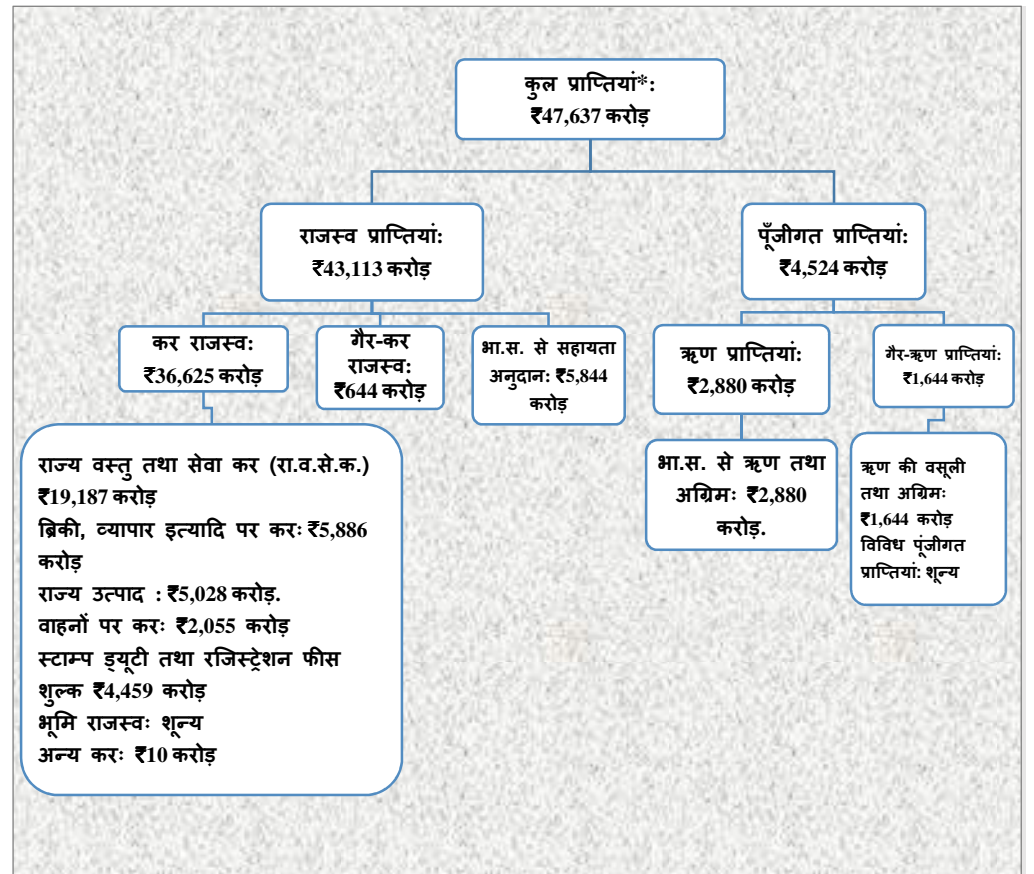 कुल प्राप्तियां*:
₹47,637 करोड़
राजस्व प्राप्तियां:
₹43,113 करोड़
पूँजीगत प्राप्तियां:
₹4,524 करोड़
कर राजस्व:
₹36,625 करोड़
गैर-कर
राजस्व:
₹644 करोड़
भा.स. से सहायता
अनुदान: ₹5,844
करोड़
ऋण प्राप्तियां:
₹2,880 करोड़
गैर-ऋण प्राप्तियां:
₹1,644 करोड़
राज्य वस्तु तथा सेवा कर (रा.व.से.क.)
₹19,187 करोड़
ब्रिकी, व्यापार इत्यादि पर करः ₹5,886
करोड़
राज्य उत्पाद : ₹5,028 करोड़.
वाहनों पर करः ₹2,055 करोड़
स्टाम्प ड्यूटी तथा रजिस्ट्रेशन फीस
शुल्क ₹4,459 करोड़
भूमि राजस्वः शून्य
अन्य करः ₹10 करोड़
भा.स. से ऋण तथा
अग्रिमः ₹2,880
करोड़.
ऋण की वसूली
तथा अग्रिमः
₹1,644 करोड़
विविध पूंजीगत
प्राप्तियां: शून्य